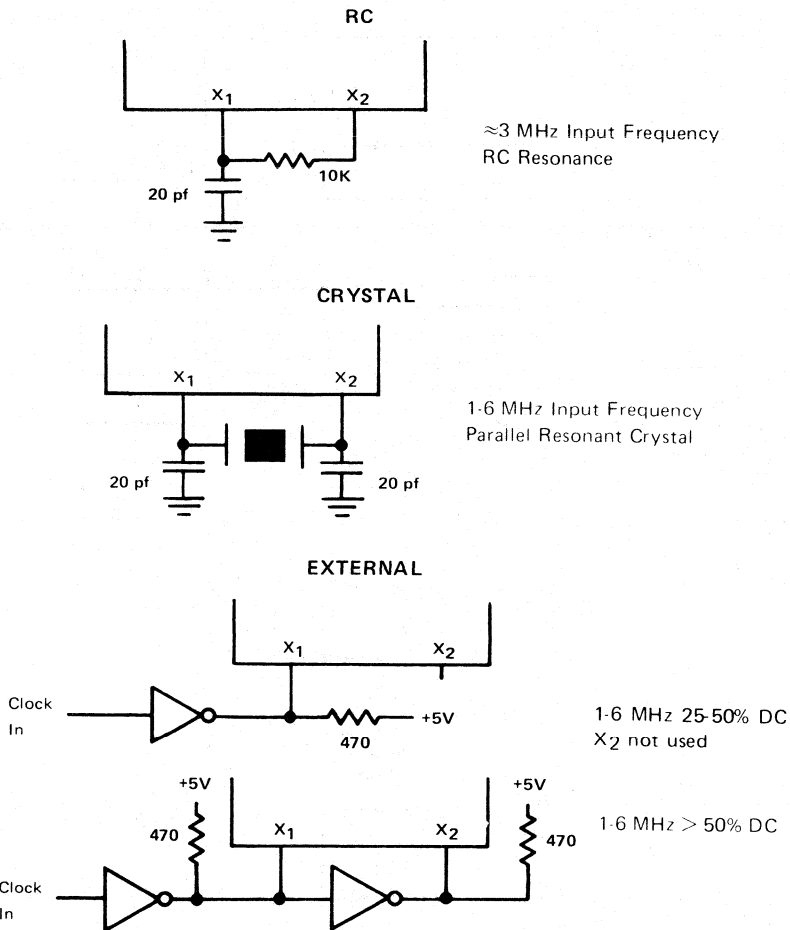 RC
X1 X2
≈3 MHz Input Frequency
RC Resonance
10K
20 pf
CRYSTAL
X1 X2
1-6 MHz Input Frequency
Parallel Resonant Crystal
20 pf 20 pf
EXTERNAL
X1 X2
Clock
In
+5V
470
1-6 MHz 25-50% DC
X2 not used
+5V +5V
470 X1 X2 470
1-6 MHz > 50% DC
Clock
In